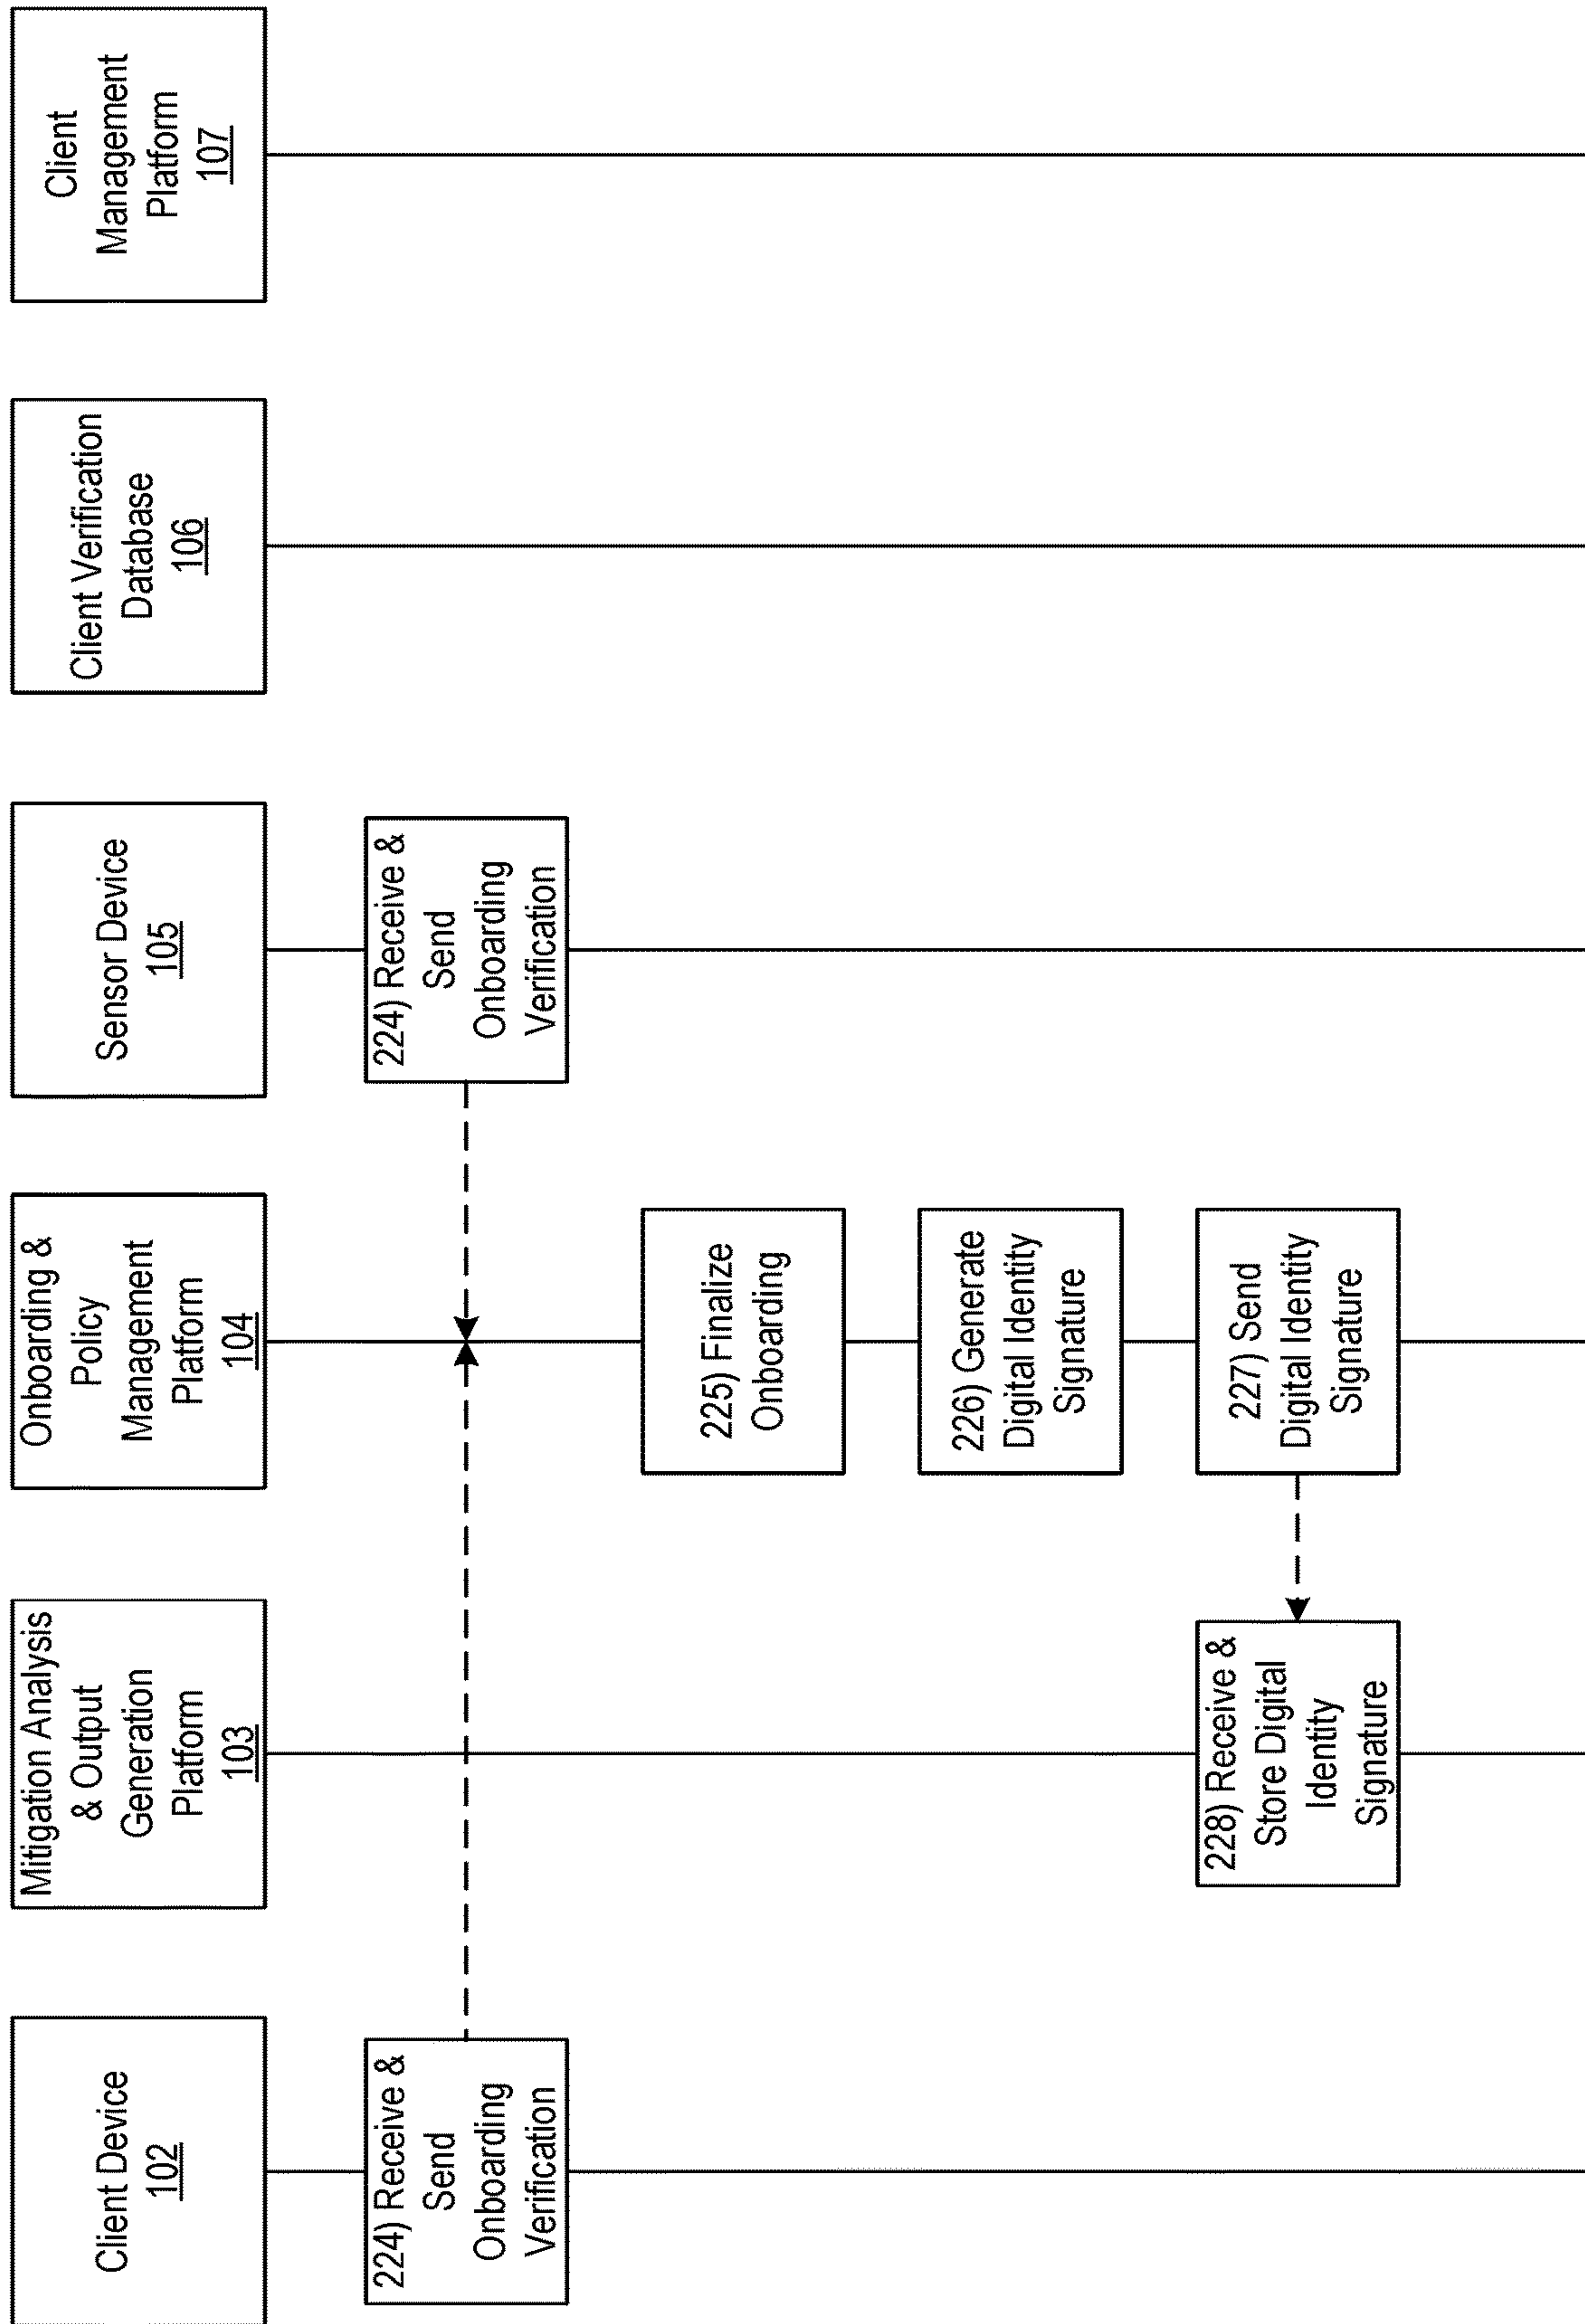 Client Device
102
Mitigation Analysis
& Output
Generation
Platform
103
Onboarding &
Policy
Management
Platform
104
Sensor Device
105
Client Verification
Database
106
Client
Management
Platform
107
224) Receive &
Send
Onboarding
Verification
224) Receive &
Send
Onboarding
Verification
225) Finalize
Onboarding
226) Generate
Digital Identity
Signature
227) Send
Digital Identity
Signature
228) Receive &
Store Digital
Identity
Signature